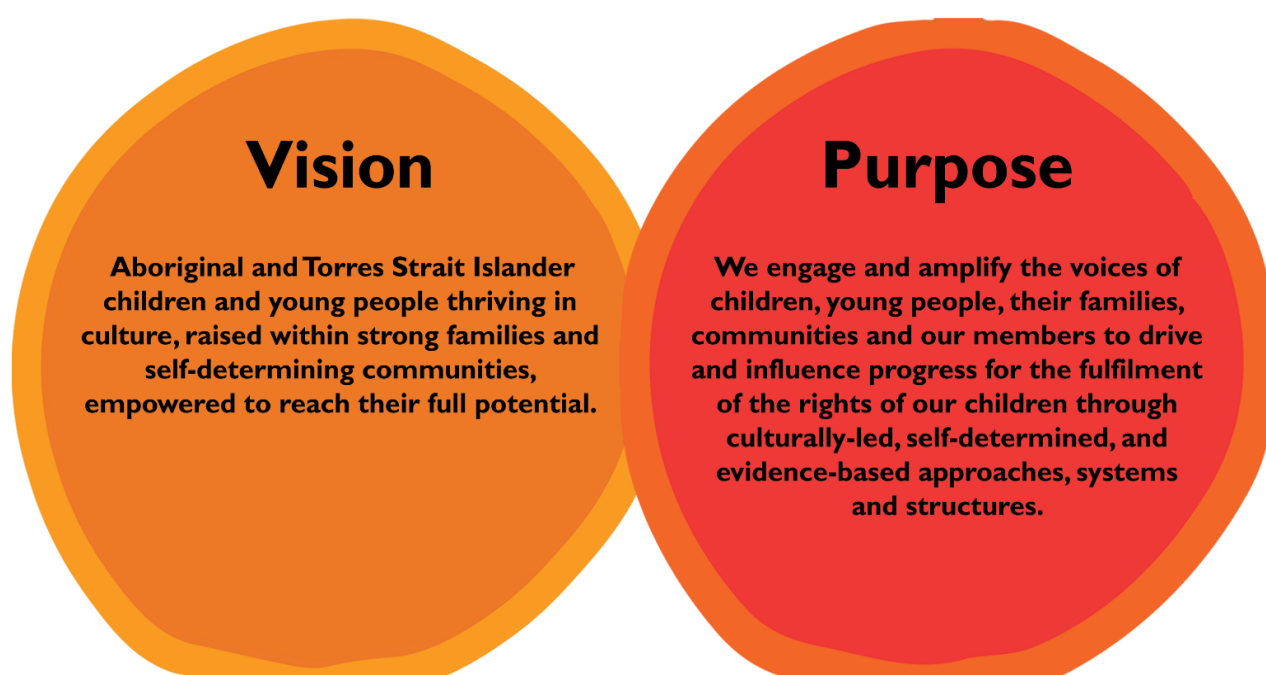 Vision
Aboriginal and Torres Strait Islander
children and young people thriving in
culture, raised within strong families and
self-determining communities,
empowered to reach their full potential.
Purpose
We engage and amplify the voices of
children, young people, their families,
communities and our members to drive
and influence progress for the fulfilment
of the rights of our children through
culturally-led, self-determined, and
evidence-based approaches, systems
and structures.